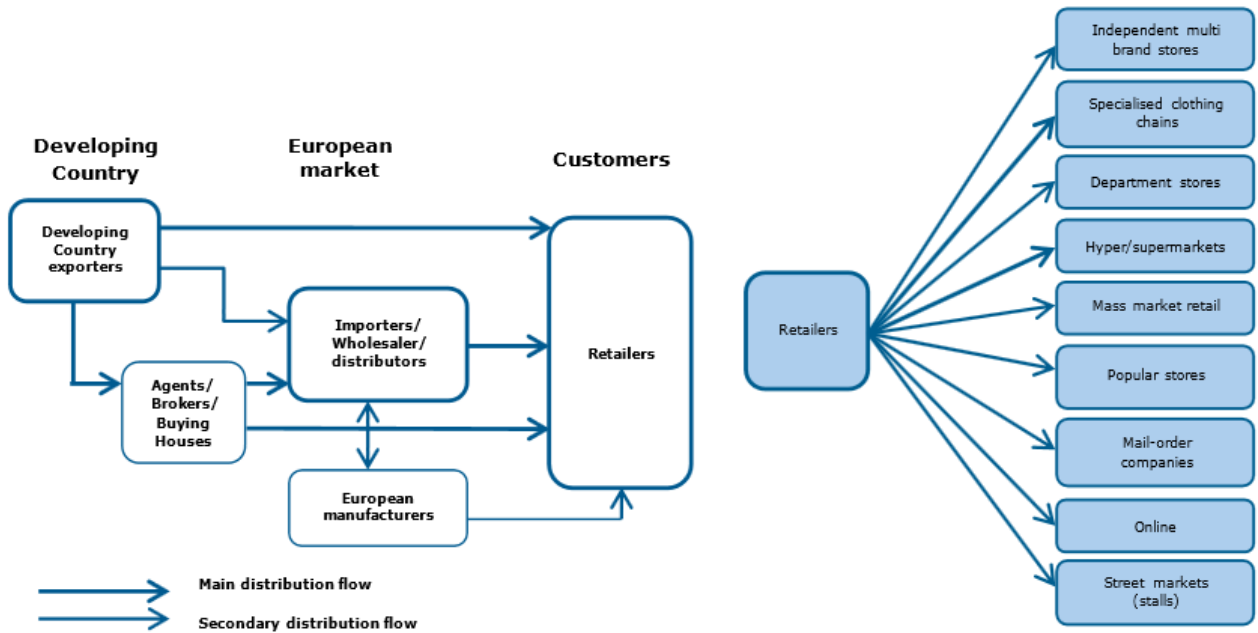 Developing
Country
European
market
Customers
Developing
Country
exporters
Importers/
Wholesaler/
distributors
Agents/
Brokers/
Buying
Houses
European
manufacturers
Retailers
Main distribution flow
Secondary distribution flow
Retailers
Independent multi
brand stores
Specialised clothing
chains
Department stores
Hyper/supermarkets
Mass market retail
Popular stores
Mail-order
companies
Online
Street markets
(stalls)